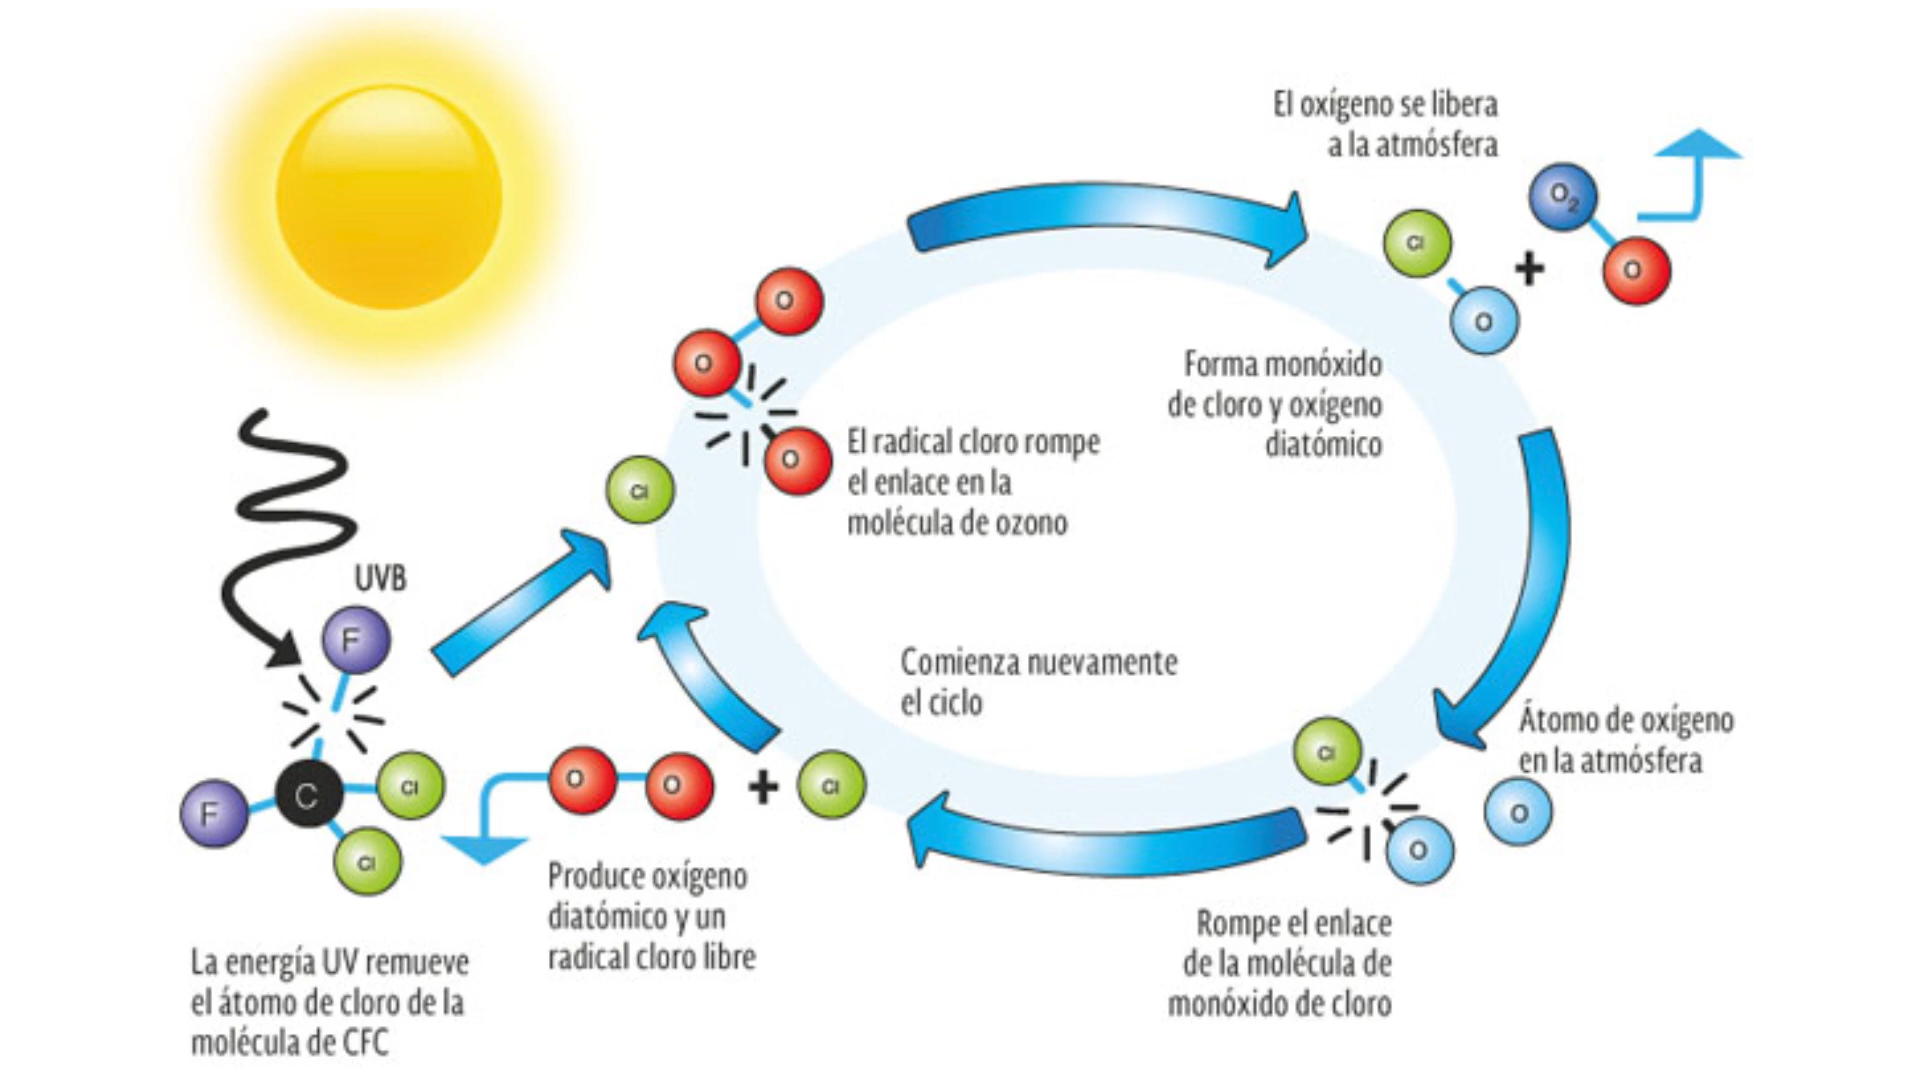 El oxígeno se libera
a la atmósfera
O₂
O
Cl
+
O
O
O
O
Cl
El radical cloro rompe
el enlace en la
molécula de ozono
Forma monóxido
de cloro y oxígeno
diatómico
UVB
F
F
C
Cl
Cl
La energía UV remueve
el átomo de cloro de la
molécula de CFC
O
O
+
Cl
Produce oxígeno
diatómico y un
radical cloro libre
Comienza nuevamente
el ciclo
Átomo de oxígeno
en la atmósfera
Cl
O
O
Rompe el enlace
de la molécula de
monóxido de cloro